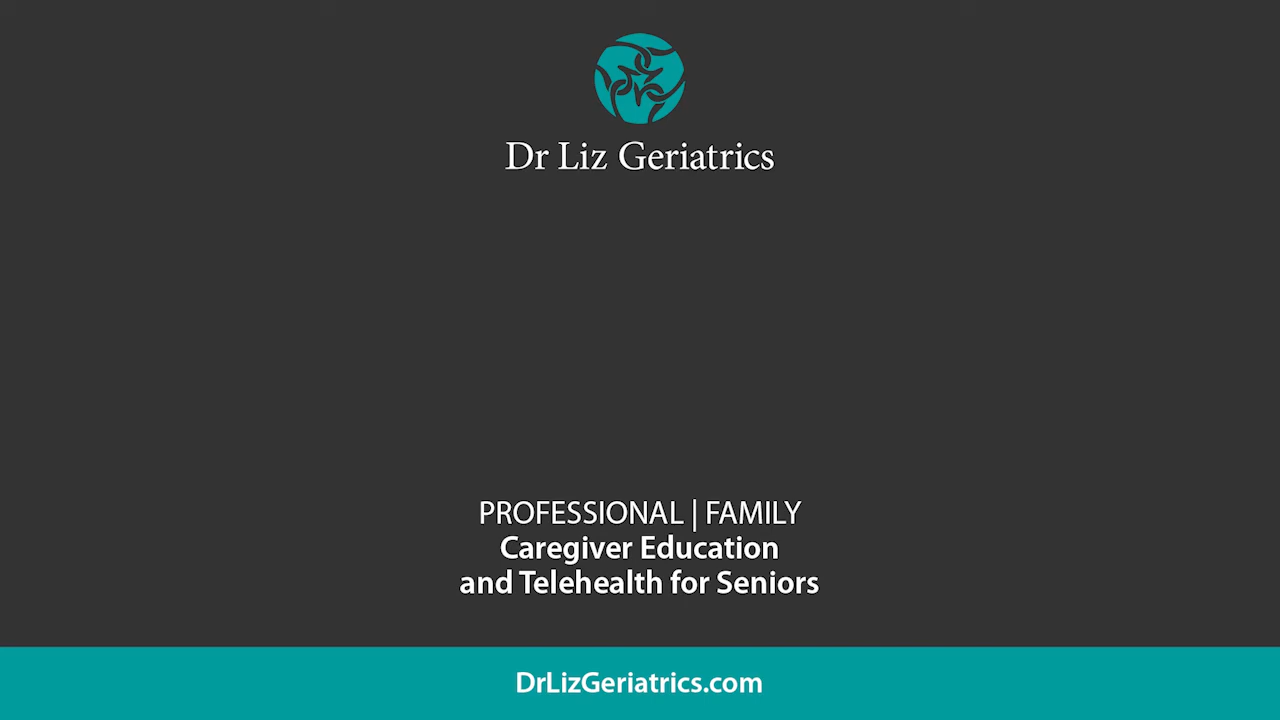 Dr Liz Geriatrics
PROFESSIONAL | FAMILY
Caregiver Education
and Telehealth for Seniors
DrLizGeriatrics.com